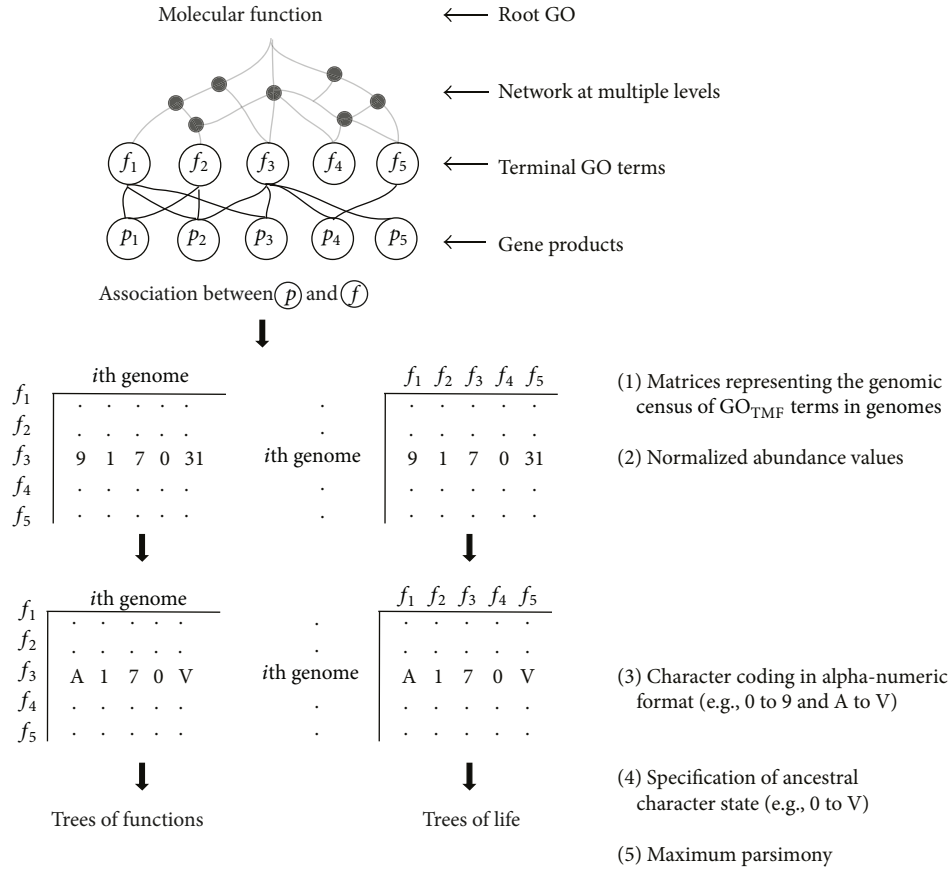 Molecular function
Root GO
Network at multiple levels
f1 f2 f3 f4 f5
Terminal GO terms
p1 p2 p3 p4 p5
Gene products
Association between p and f
ith genome
f1
f2
f3 9 1 7 0 31
f4
f5
f1 f2 f3 f4 f5
ith genome 9 1 7 0 31
(1) Matrices representing the genomic
census of GOTMF terms in genomes
(2) Normalized abundance values
ith genome
f1
f2
f3 A 1 7 0 V
f4
f5
f1 f2 f3 f4 f5
ith genome A 1 7 0 V
(3) Character coding in alpha-numeric
format (e.g., 0 to 9 and A to V)
(4) Specification of ancestral
character state (e.g., 0 to V)
Trees of functions
Trees of life
(5) Maximum parsimony